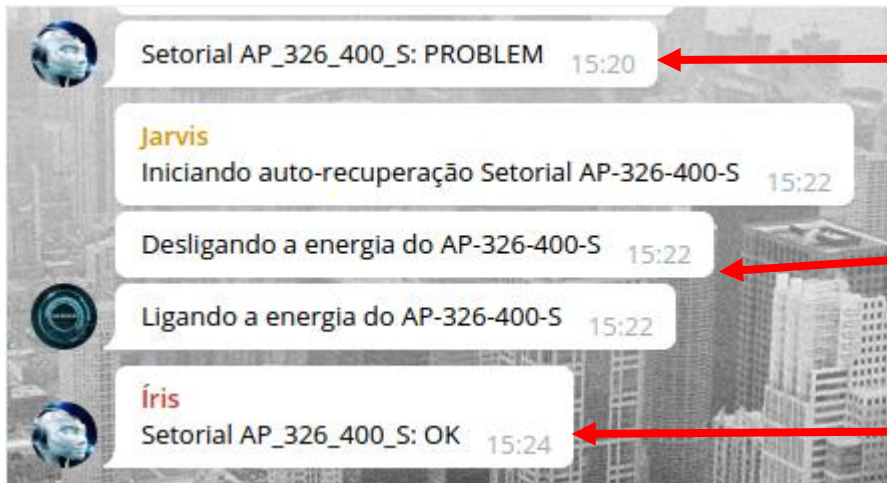 Setorial AP_326_400_S: PROBLEM 15:20
Jarvis
Iniciando auto-recuperação Setorial AP-326-400-S 15:22
Desligando a energia do AP-326-400-S 15:22
Ligando a energia do AP-326-400-S 15:22
Íris
Setorial AP_326_400_S: OK 15:24